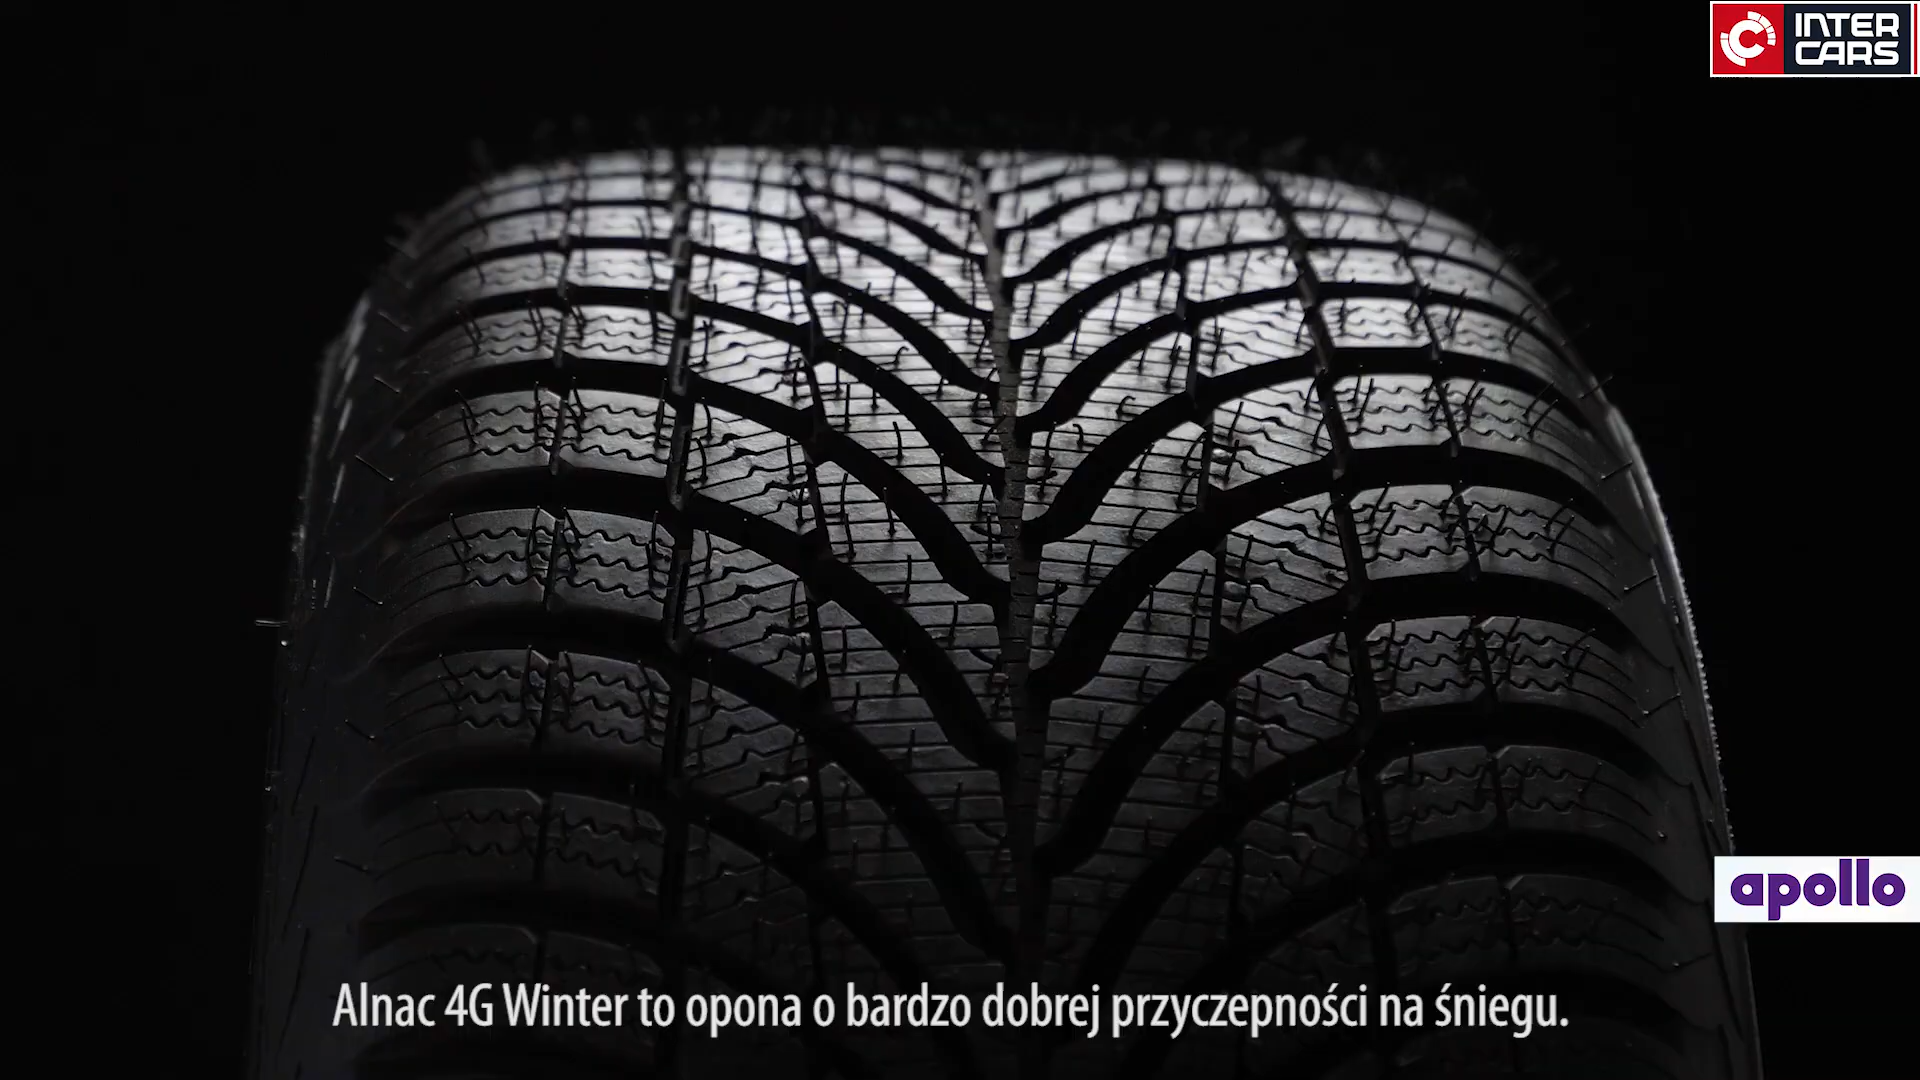 INTER
CARS
apollo
Alnac 4G Winter to opona o bardzo dobrej przyczepności na śniegu.